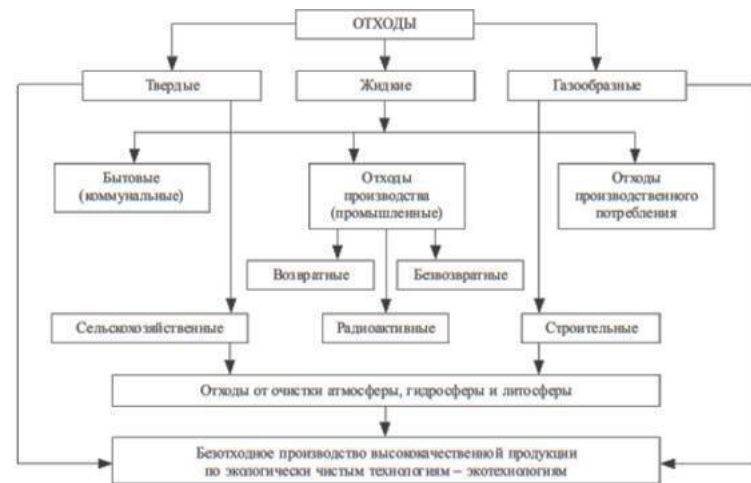 ОТХОДЫ
Твердые
Жидкие
Газообразные
Бытовые
(коммунальные)
Отходы
производства
(промышленные)
Отходы
производственного
потребления
Возвратные
Безвозвратные
Сельскохозяйственные
Радиоактивные
Строительные
Отходы от очистки атмосферы, гидросферы и литосферы
Безотходное производство высококачественной продукции
по экологически чистым технологиям – экотехнологиям